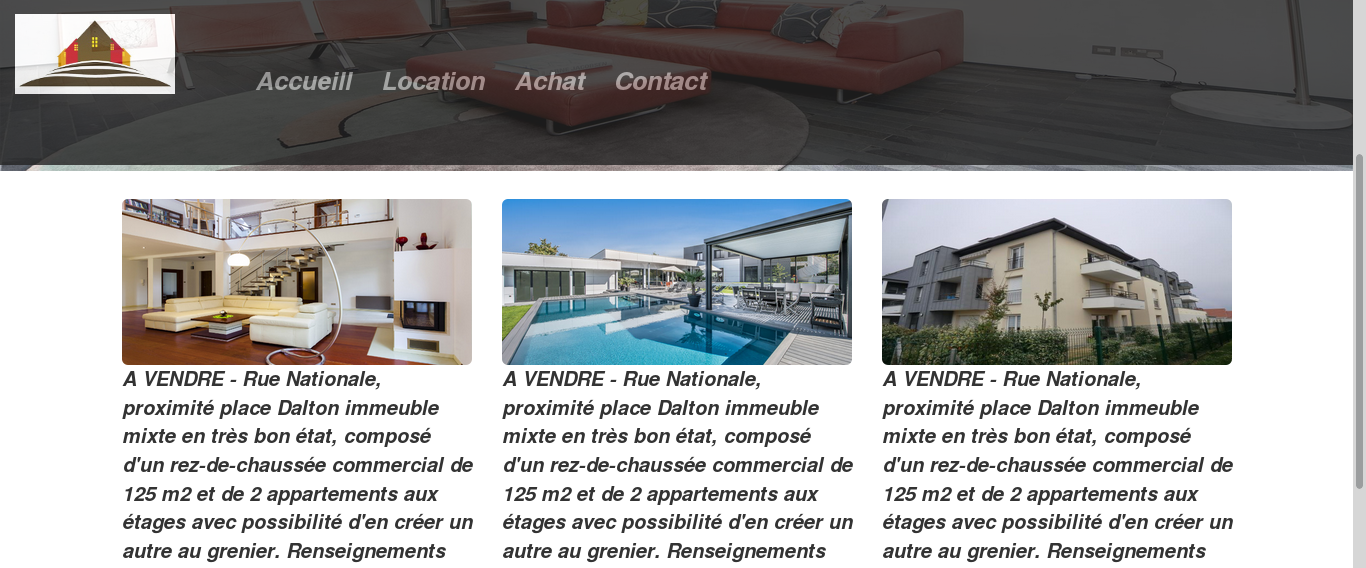 Accueill Location Achat Contact
A VENDRE - Rue Nationale,
proximité place Dalton immeuble
mixte en très bon état, composé
d'un rez-de-chaussée commercial de
125 m2 et de 2 appartements aux
étages avec possibilité d'en créer un
autre au grenier. Renseignements
A VENDRE - Rue Nationale,
proximité place Dalton immeuble
mixte en très bon état, composé
d'un rez-de-chaussée commercial de
125 m2 et de 2 appartements aux
étages avec possibilité d'en créer un
autre au grenier. Renseignements
A VENDRE - Rue Nationale,
proximité place Dalton immeuble
mixte en très bon état, composé
d'un rez-de-chaussée commercial de
125 m2 et de 2 appartements aux
étages avec possibilité d'en créer un
autre au grenier. Renseignements